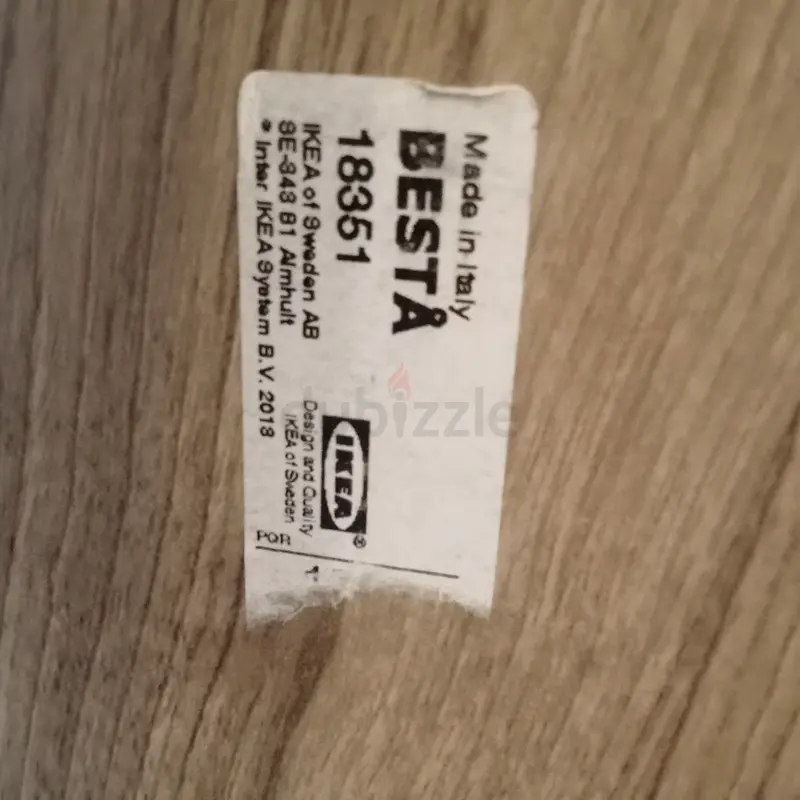 Made in Italy
BESTÅ
18351
IKEA of Sweden AB
SE-343 81 Almhult
® Inter IKEA System B.V. 2018
IKEA®
Design and Quality
IKEA of Sweden
dubizzle